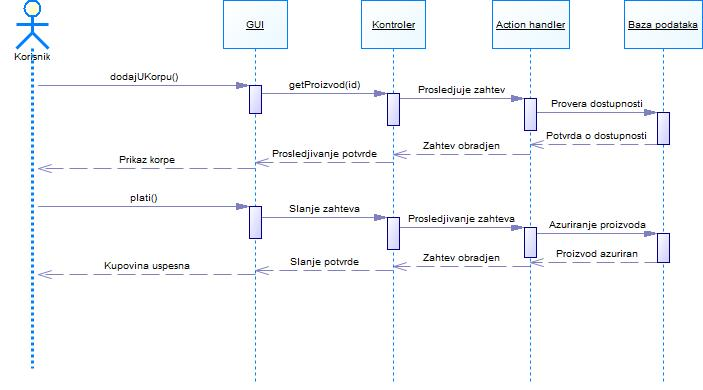 GUI
Kontroler
Action handler
Baza podataka
Korisnik
dodajUKorpu()
getProizvod(id)
Prosledjuje zahtev
Provera dostupnosti
Potvrda o dostupnosti
Zahtev obradjen
Prosledjivanje potvrde
Prikaz korpe
plati()
Slanje zahteva
Prosledjivanje zahteva
Azuriranje proizvoda
Proizvod azuriran
Zahtev obradjen
Slanje potvrde
Kupovina uspesna